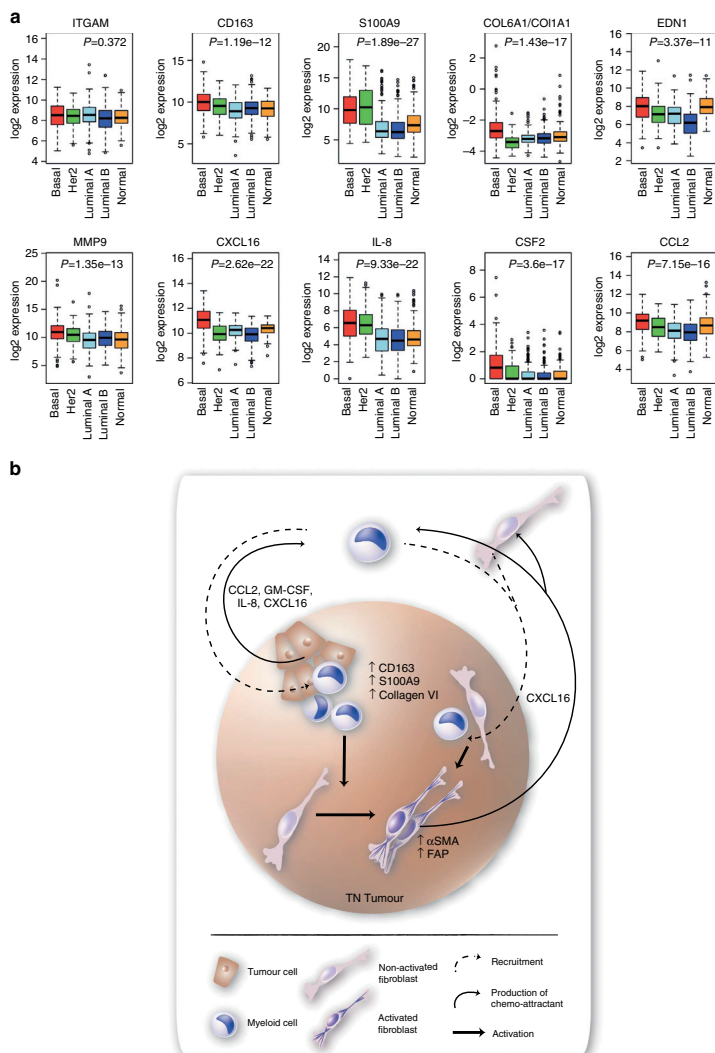 a
ITGAM
CD163
S100A9
COL6A1/COl1A1
EDN1
P=0.372
P=1.19e−12
P=1.89e−27
P=1.43e−17
P=3.37e−11
log2 expression
16
14
12
10
8
6
4
log2 expression
15
10
5
log2 expression
20
15
10
5
log2 expression
2
0
−2
−4
log2 expression
16
14
12
10
8
6
2
Basal
Her2
Luminal A
Luminal B
Normal
Basal
Her2
Luminal A
Luminal B
Normal
Basal
Her2
Luminal A
Luminal B
Normal
Basal
Her2
Luminal A
Luminal B
Normal
Basal
Her2
Luminal A
Luminal B
Normal
MMP9
CXCL16
IL-8
CSF2
CCL2
P=1.35e−13
P=2.62e−22
P=9.33e−22
P=3.6e−17
P=7.15e−16
log2 expression
25
20
15
10
5
log2 expression
16
14
12
10
8
6
log2 expression
14
12
10
8
6
4
2
0
log2 expression
8
6
4
2
0
log2 expression
16
14
12
10
8
6
4
Basal
Her2
Luminal A
Luminal B
Normal
Basal
Her2
Luminal A
Luminal B
Normal
Basal
Her2
Luminal A
Luminal B
Normal
Basal
Her2
Luminal A
Luminal B
Normal
Basal
Her2
Luminal A
Luminal B
Normal
b
CCL2, GM-CSF,
IL-8, CXCL16
↑ CD163
↑ S100A9
↑ Collagen VI
CXCL16
↑ αSMA
↑ FAP
TN Tumour
Tumour cell
Non-activated
fibroblast
Recruitment
Production of
chemo-attractant
Myeloid cell
Activated
fibroblast
Activation